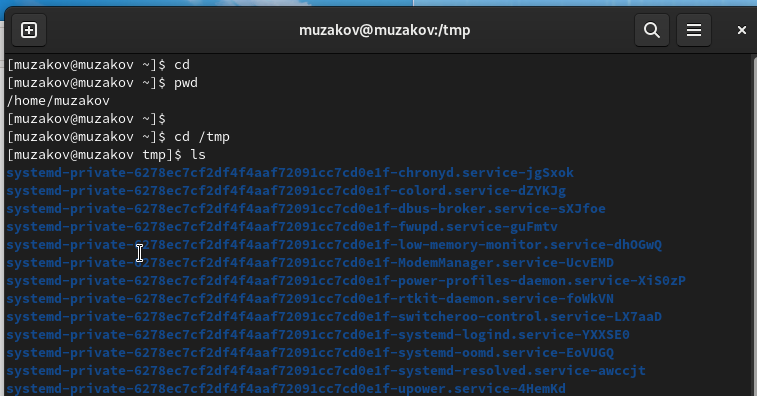 muzakov@muzakov:/tmp
[muzakov@muzakov ~]$ cd
[muzakov@muzakov ~]$ pwd
/home/muzakov
[muzakov@muzakov ~]$
[muzakov@muzakov ~]$ cd /tmp
[muzakov@muzakov tmp]$ ls
systemd-private-6278ec7cf2df4f4aaf72091cc7cd0e1f-chronyd.service-jgSxok
systemd-private-6278ec7cf2df4f4aaf72091cc7cd0e1f-colord.service-dZYKJg
systemd-private-6278ec7cf2df4f4aaf72091cc7cd0e1f-dbus-broker.service-sXJfoe
systemd-private-6278ec7cf2df4f4aaf72091cc7cd0e1f-fwupd.service-guFmtv
systemd-private-6278ec7cf2df4f4aaf72091cc7cd0e1f-low-memory-monitor.service-dhOGwQ
systemd-private-6278ec7cf2df4f4aaf72091cc7cd0e1f-ModemManager.service-UcvEMD
systemd-private-6278ec7cf2df4f4aaf72091cc7cd0e1f-power-profiles-daemon.service-XiS0zP
systemd-private-6278ec7cf2df4f4aaf72091cc7cd0e1f-rtkit-daemon.service-foWkVN
systemd-private-6278ec7cf2df4f4aaf72091cc7cd0e1f-switcheroo-control.service-LX7aaD
systemd-private-6278ec7cf2df4f4aaf72091cc7cd0e1f-systemd-logind.service-YXXSE0
systemd-private-6278ec7cf2df4f4aaf72091cc7cd0e1f-systemd-oomd.service-EoVUGQ
systemd-private-6278ec7cf2df4f4aaf72091cc7cd0e1f-systemd-resolved.service-awccjt
systemd-private-6278ec7cf2df4f4aaf72091cc7cd0e1f-upower.service-4HemKd